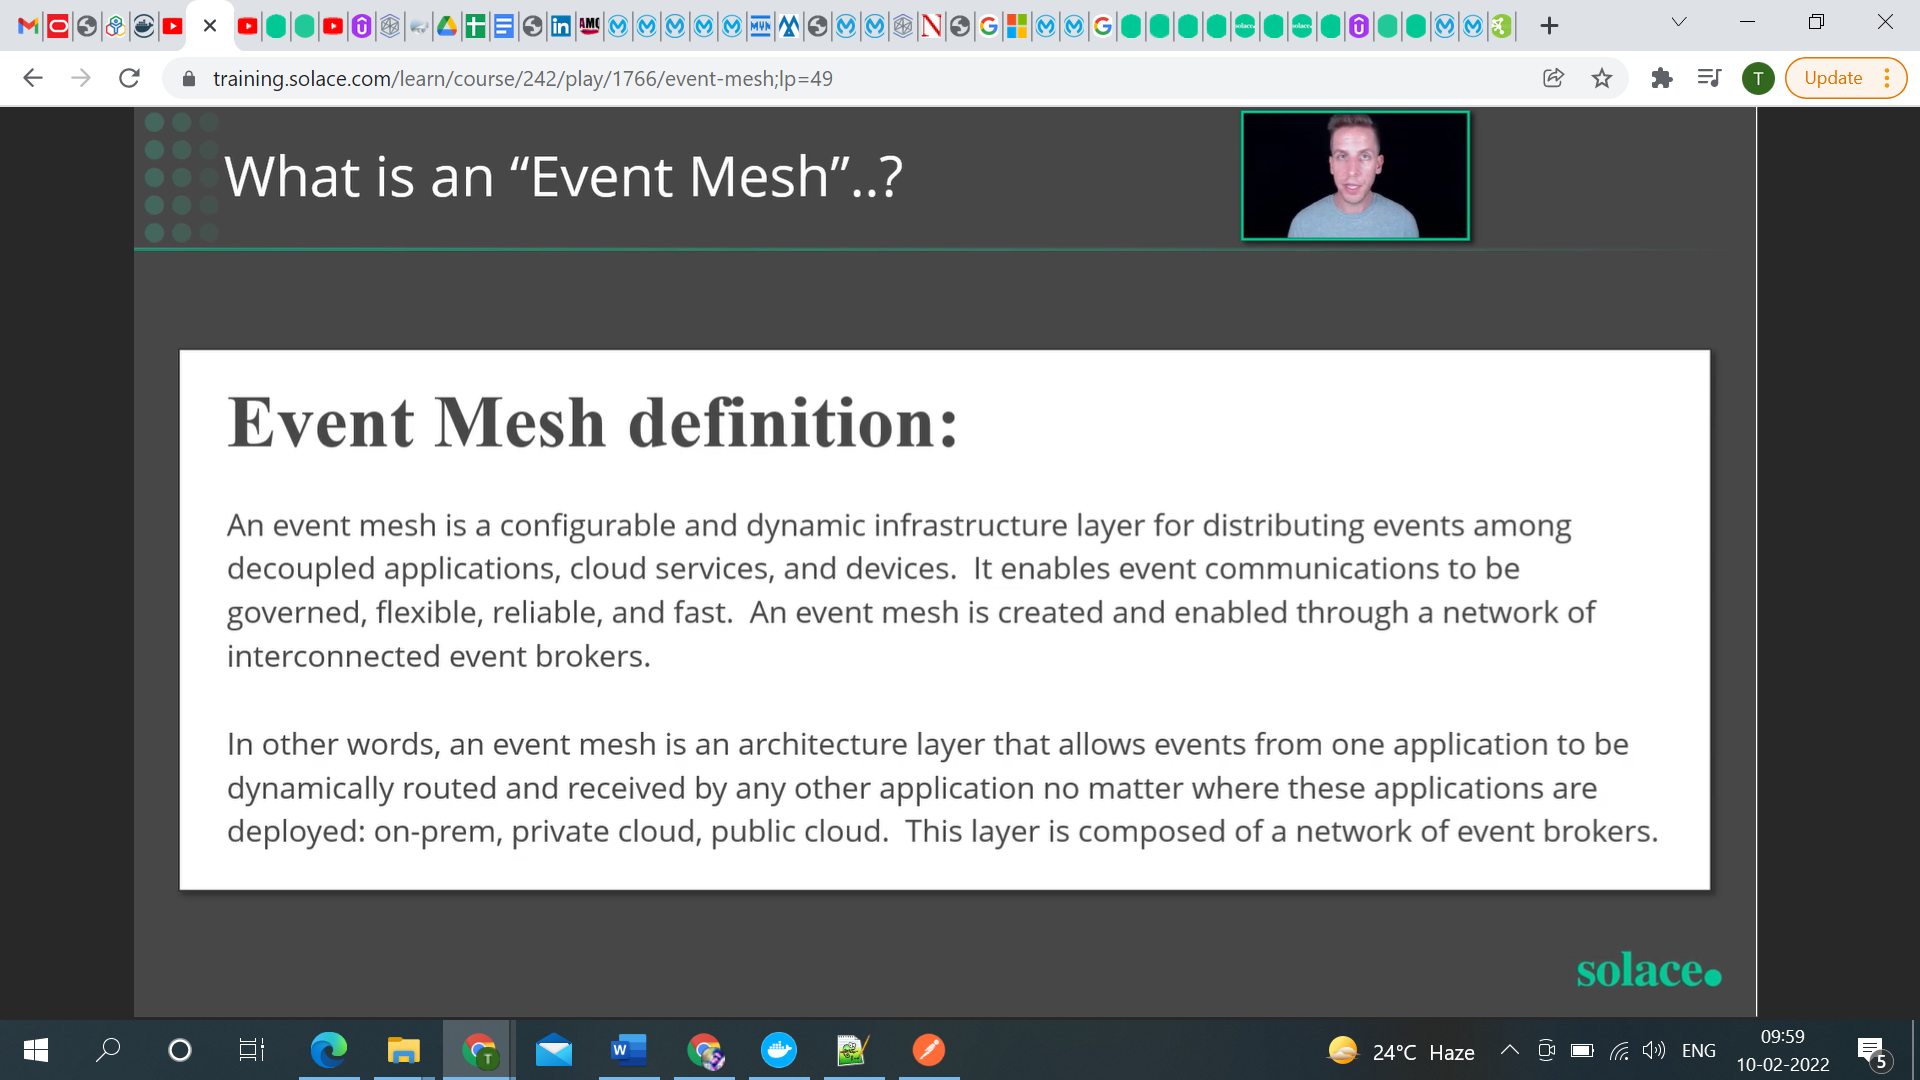 training.solace.com/learn/course/242/play/1766/event-mesh;lp=49
T
Update
What is an “Event Mesh”..?
Event Mesh definition:
An event mesh is a configurable and dynamic infrastructure layer for distributing events among
decoupled applications, cloud services, and devices.  It enables event communications to be
governed, flexible, reliable, and fast.  An event mesh is created and enabled through a network of
interconnected event brokers.
In other words, an event mesh is an architecture layer that allows events from one application to be
dynamically routed and received by any other application no matter where these applications are
deployed: on-prem, private cloud, public cloud.  This layer is composed of a network of event brokers.
solace.
24°C Haze
ENG
09:59
10-02-2022
5